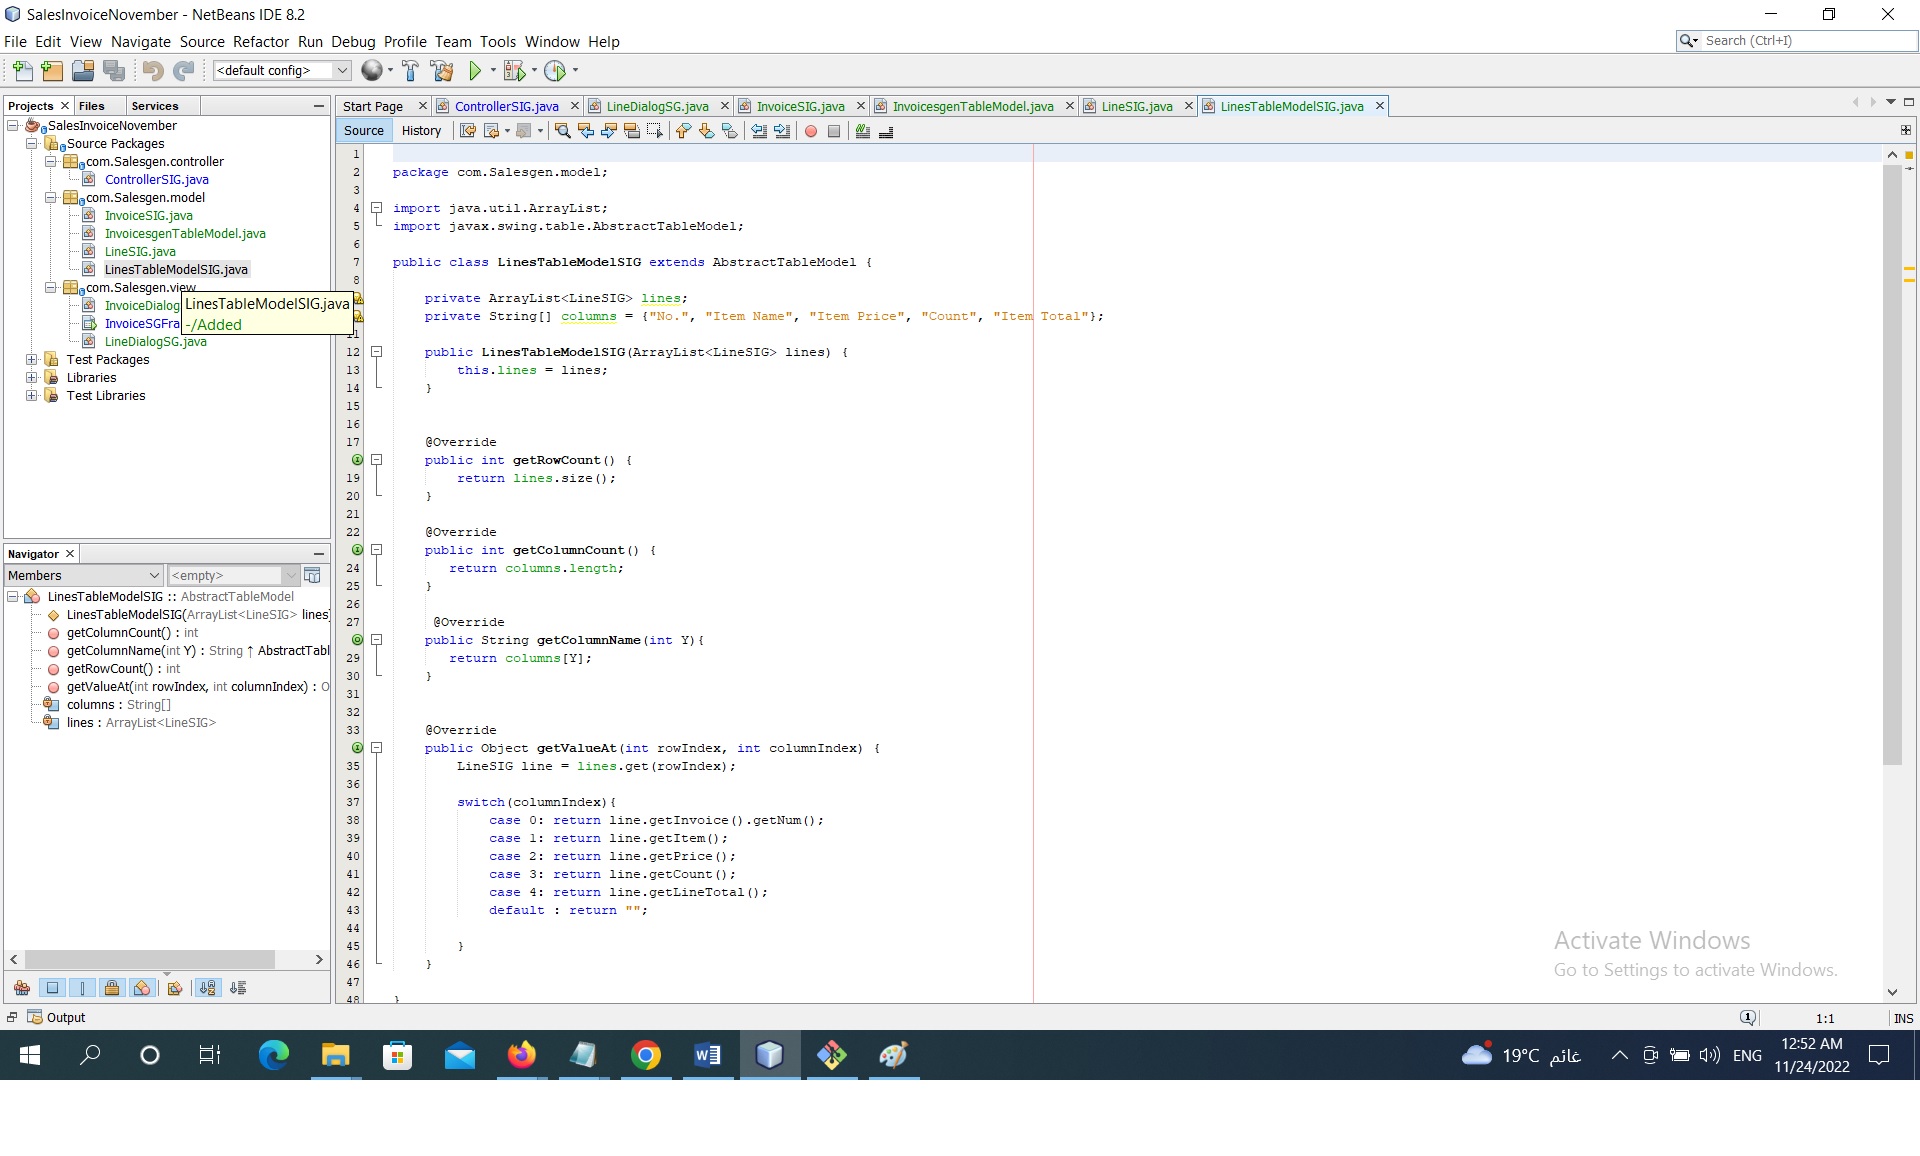 SalesInvoiceNovember - NetBeans IDE 8.2
File Edit View Navigate Source Refactor Run Debug Profile Team Tools Window Help
Search (Ctrl+I)
<default config>
Projects Files Services
SalesInvoiceNovember
Source Packages
com.Salesgen.controller
ControllerSIG.java
com.Salesgen.model
InvoiceSIG.java
InvoicesgenTableModel.java
LineSIG.java
LinesTableModelSIG.java
com.Salesgen.view
InvoiceDialog
InvoiceSGFra
LineDialogSG.java
LinesTableModelSIG.java
-/Added
Test Packages
Libraries
Test Libraries
Navigator
Members <empty>
LinesTableModelSIG :: AbstractTableModel
LinesTableModelSIG(ArrayList<LineSIG> lines)
getColumnCount() : int
getColumnName(int Y) : String ↑ AbstractTabl
getRowCount() : int
getValueAt(int rowIndex, int columnIndex) : O
columns : String[]
lines : ArrayList<LineSIG>
Start Page ControllerSIG.java LineDialogSG.java InvoiceSIG.java InvoicesgenTableModel.java LineSIG.java LinesTableModelSIG.java
Source History
1
2 package com.Salesgen.model;
3
4 import java.util.ArrayList;
5 import javax.swing.table.AbstractTableModel;
6
7 public class LinesTableModelSIG extends AbstractTableModel {
8
private ArrayList<LineSIG> lines;
private String[] columns = {"No.", "Item Name", "Item Price", "Count", "Item Total"};
11
12 public LinesTableModelSIG(ArrayList<LineSIG> lines) {
13 this.lines = lines;
14 }
15
16
17 @Override
public int getRowCount() {
19 return lines.size();
20 }
21
22 @Override
public int getColumnCount() {
24 return columns.length;
25 }
26
27 @Override
public String getColumnName(int Y){
29 return columns[Y];
30 }
31
32
33 @Override
public Object getValueAt(int rowIndex, int columnIndex) {
35 LineSIG line = lines.get(rowIndex);
36
37 switch(columnIndex){
38 case 0: return line.getInvoice().getNum();
39 case 1: return line.getItem();
40 case 2: return line.getPrice();
41 case 3: return line.getCount();
42 case 4: return line.getLineTotal();
43 default : return "";
44
45 }
46 }
47
48 }
Activate Windows
Go to Settings to activate Windows.
Output
1 1:1 INS
19°C غائم ENG 12:52 AM
11/24/2022